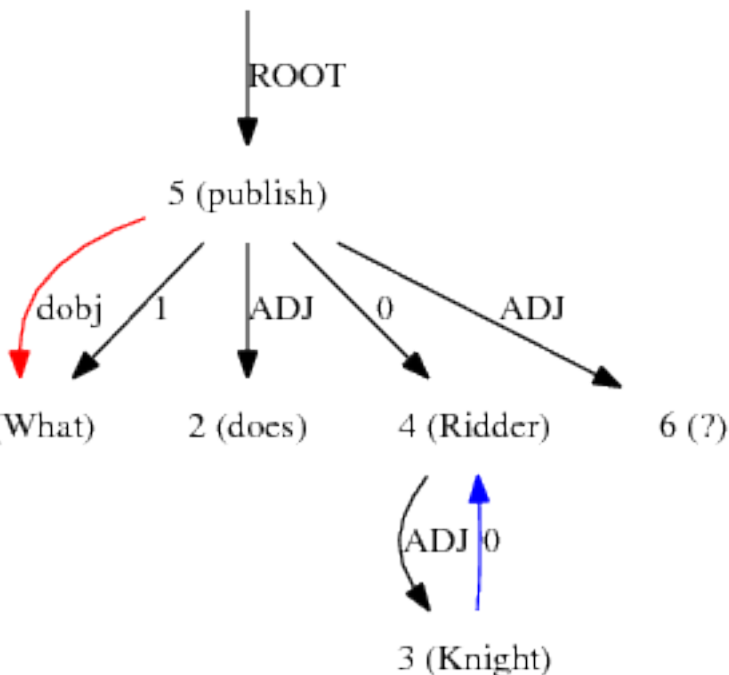 ROOT
5 (publish)
dobj 1 ADJ 0 ADJ
What) 2 (does) 4 (Ridder) 6 (?)
ADJ 0
3 (Knight)